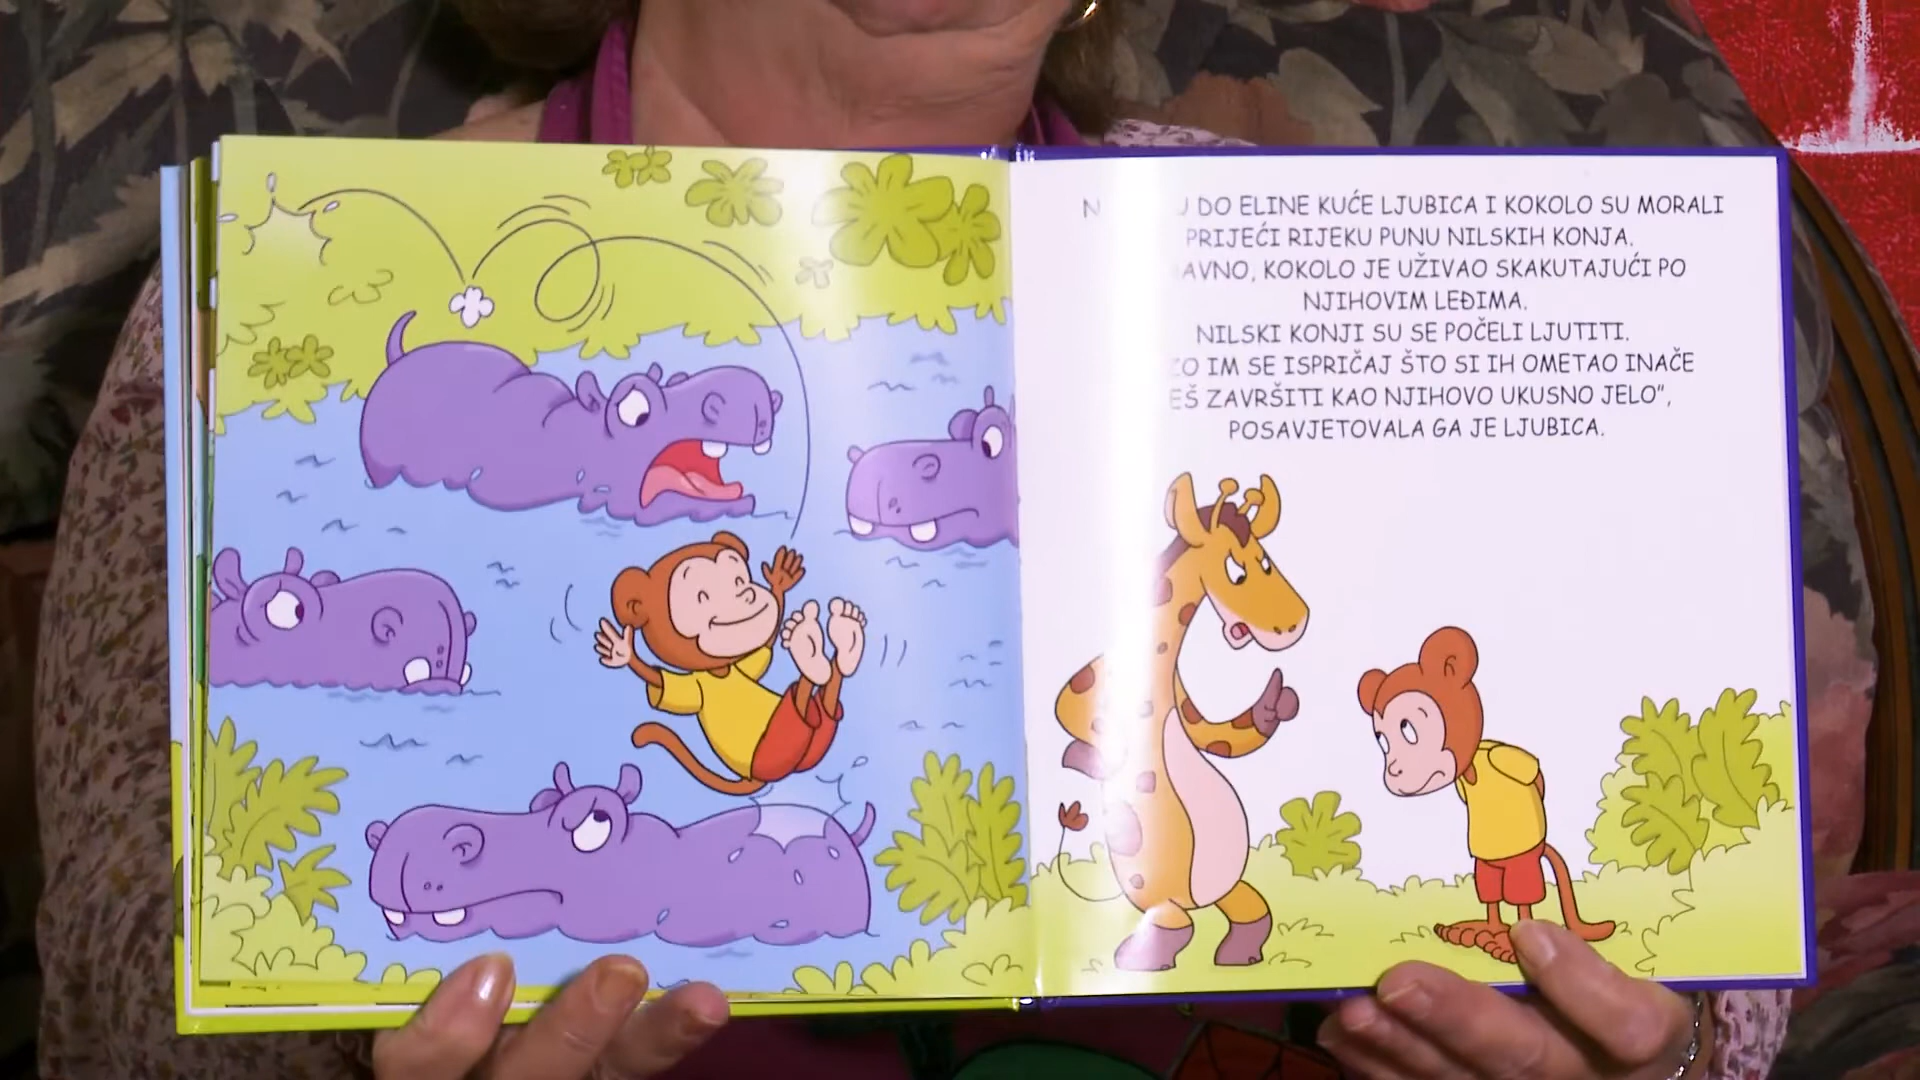 DO ELINE KUĆE LJUBICA I KOKOLO SU MORALI
PRIJEĆI RIJEKU PUNU NILSKIH KONJA.
KOKOLO JE UŽIVAO SKAKUTAJUĆI PO
NJIHOVIM LEĐIMA.
NILSKI KONJI SU SE POČELI LJUTITI.
IM SE ISPRIČAJ ŠTO SI IH OMETAO INAČE
ZAVRŠITI KAO NJIHOVO UKUSNO JELO",
POSAVJETOVALA GA JE LJUBICA.